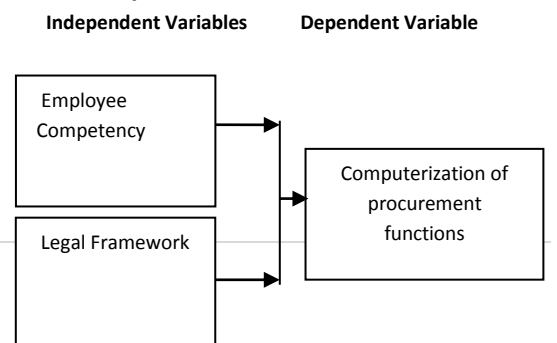 Independent Variables Dependent Variable
Employee
Competency
Computerization of
procurement
functions
Legal Framework